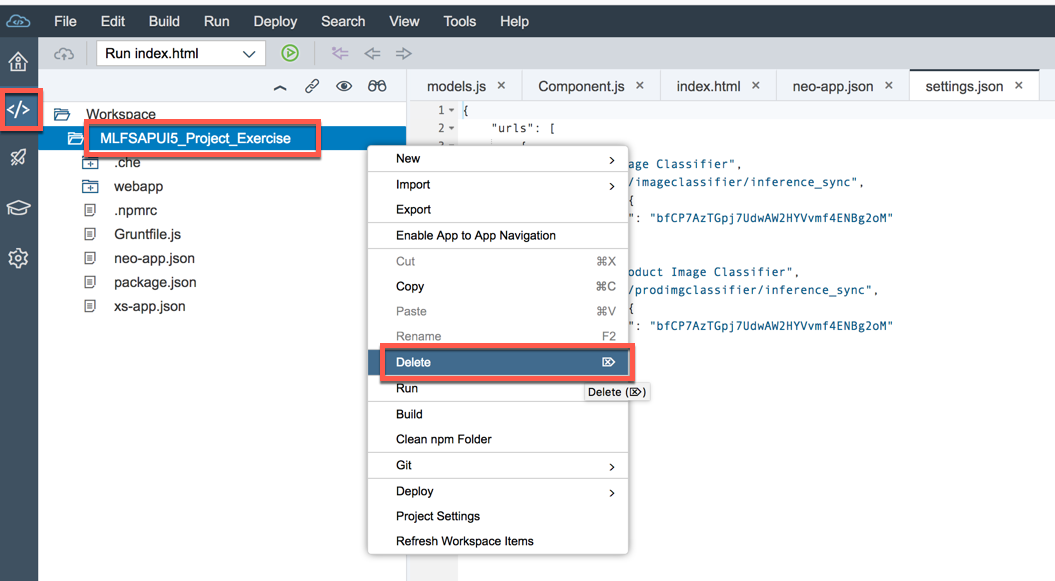 File Edit Build Run Deploy Search View Tools Help
Run index.html
models.js × Component.js × index.html × neo-app.json × settings.json ×
</>
Workspace
MLFSAPUI5_Project_Exercise
.che
webapp
.npmrc
Gruntfile.js
neo-app.json
package.json
xs-app.json
1 {
2 "urls": [
3 {
age Classifier",
/imageclassifier/inference_sync",
{
": "bfCP7AzTGpj7UdwAW2HYVvmf4ENBg2oM"
oduct Image Classifier",
/prodimgclassifier/inference_sync",
{
": "bfCP7AzTGpj7UdwAW2HYVvmf4ENBg2oM"
New
Import
Export
Enable App to App Navigation
Cut ⌘X
Copy ⌘C
Paste ⌘V
Rename F2
Delete ⌦
Run
Delete (⌦)
Build
Clean npm Folder
Git
Deploy
Project Settings
Refresh Workspace Items